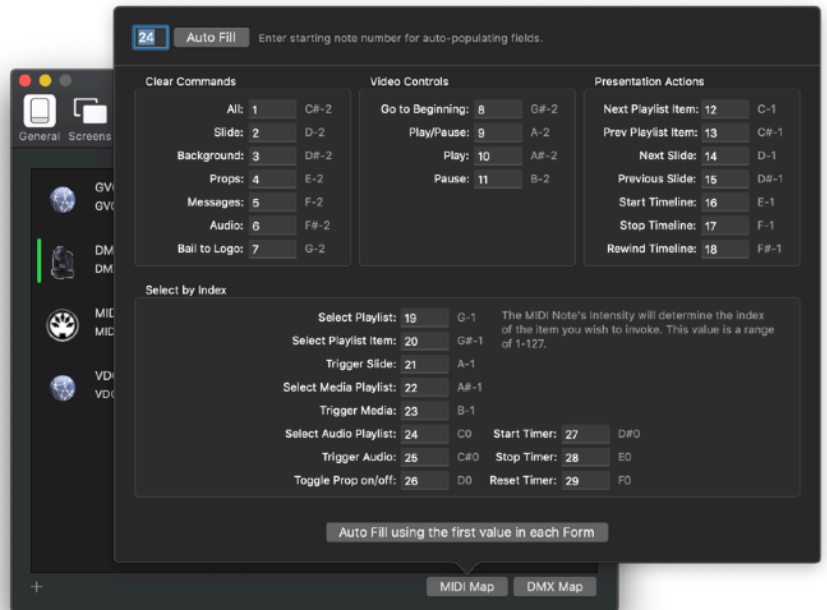 24 Auto Fill Enter starting note number for auto-populating fields.
Clear Commands
All: 1 C#-2
Slide: 2 D-2
Background: 3 D#-2
Props: 4 E-2
Messages: 5 F-2
Audio: 6 F#-2
Bail to Logo: 7 G-2
Video Controls
Go to Beginning: 8 G#-2
Play/Pause: 9 A-2
Play: 10 A#-2
Pause: 11 B-2
Presentation Actions
Next Playlist Item: 12 C-1
Prev Playlist Item: 13 C#-1
Next Slide: 14 D-1
Previous Slide: 15 D#-1
Start Timeline: 16 E-1
Stop Timeline: 17 F-1
Rewind Timeline: 18 F#-1
Select by Index
Select Playlist: 19 G-1
Select Playlist Item: 20 G#-1
Trigger Slide: 21 A-1
Select Media Playlist: 22 A#-1
Trigger Media: 23 B-1
Select Audio Playlist: 24 C0
Trigger Audio: 25 C#0
Toggle Prop on/off: 26 D0
The MIDI Note's Intensity will determine the index
of the item you wish to invoke. This value is a range
of 1-127.
Start Timer: 27 D#0
Stop Timer: 28 E0
Reset Timer: 29 F0
Auto Fill using the first value in each Form
General Screens
MIDI Map DMX Map